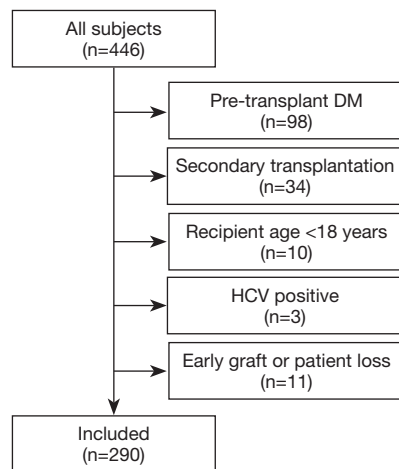 All subjects
(n=446)
Pre-transplant DM
(n=98)
Secondary transplantation
(n=34)
Recipient age <18 years
(n=10)
HCV positive
(n=3)
Early graft or patient loss
(n=11)
Included
(n=290)